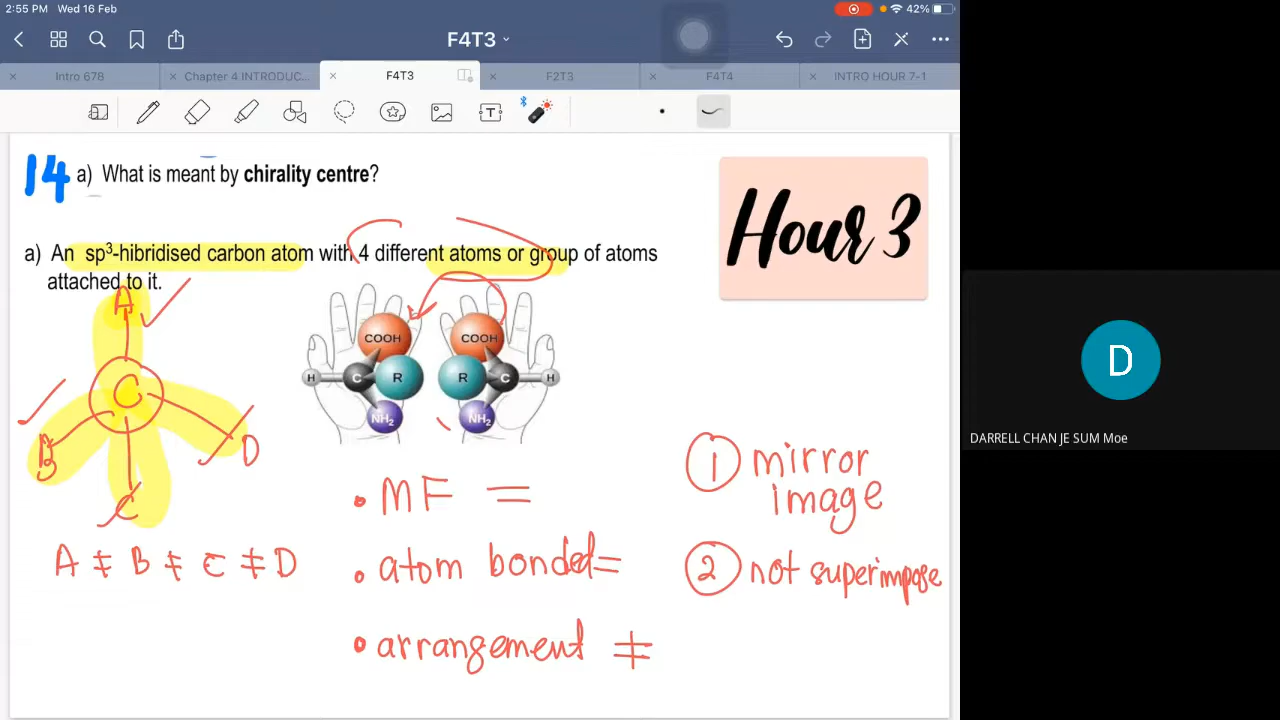 2:55 PM Wed 16 Feb
42%
F4T3
Intro 678
Chapter 4 INTRODUC...
F4T3
F2T3
F4T4
INTRO HOUR 7-1
T
14 a) What is meant by chirality centre?
Hour 3
a) An sp³-hibridised carbon atom with 4 different atoms or group of atoms
attached to it.
A
C
B
D
C
A ≠ B ≠ C ≠ D
COOH
H C R
NH₂
COOH
R C H
NH₂
• MF =
• atom bonded =
• arrangement ≠
① mirror
image
② not superimpose
D
DARRELL CHAN JE SUM Moe